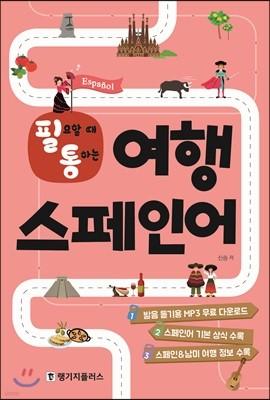 Español
필요할 때
통하는
여행
스페인어
신승 저
1 발음 듣기용 MP3 무료 다운로드
2 스페인어 기본 상식 수록
3 스페인&남미 여행 정보 수록
랭기지플러스